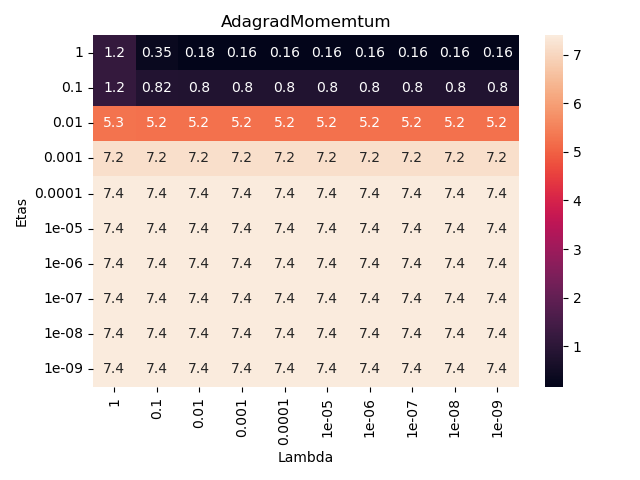 AdagradMomemtum
1 1.2 0.35 0.18 0.16 0.16 0.16 0.16 0.16 0.16 0.16
0.1 1.2 0.82 0.8 0.8 0.8 0.8 0.8 0.8 0.8 0.8
0.01 5.3 5.2 5.2 5.2 5.2 5.2 5.2 5.2 5.2 5.2
0.001 7.2 7.2 7.2 7.2 7.2 7.2 7.2 7.2 7.2 7.2
0.0001 7.4 7.4 7.4 7.4 7.4 7.4 7.4 7.4 7.4 7.4
1e-05 7.4 7.4 7.4 7.4 7.4 7.4 7.4 7.4 7.4 7.4
1e-06 7.4 7.4 7.4 7.4 7.4 7.4 7.4 7.4 7.4 7.4
1e-07 7.4 7.4 7.4 7.4 7.4 7.4 7.4 7.4 7.4 7.4
1e-08 7.4 7.4 7.4 7.4 7.4 7.4 7.4 7.4 7.4 7.4
1e-09 7.4 7.4 7.4 7.4 7.4 7.4 7.4 7.4 7.4 7.4
Etas
1 0.1 0.01 0.001 0.0001 1e-05 1e-06 1e-07 1e-08 1e-09
Lambda
7
6
5
4
3
2
1